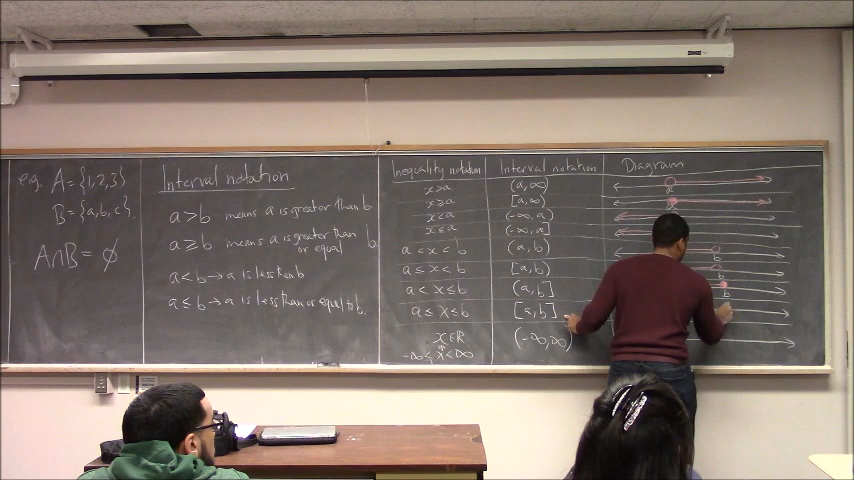 e.g. A = {1,2,3}
B = {a,b,c},
A∩B = ∅
Interval notation
a > b means a is greater than b
a ≥ b means a is greater than
or equal b
a < b → a is less than b
a ≤ b → a is less than or equal to b.
Inequality notation Interval notation Diagram
x > a (a, ∞)
a
x ≥ a [a, ∞)
x < a (-∞, a)
x ≤ a (-∞, a]
a < x < b (a, b)
b
a ≤ x < b [a, b)
b
a < x ≤ b (a, b]
b
a ≤ x ≤ b [a, b]
x ∈ ℝ (-∞, ∞)
-∞ < x < ∞